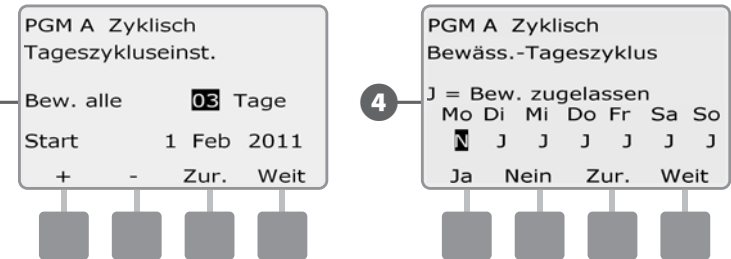 PGM A Zyklisch
Tageszykluseinst.
Bew. alle 03 Tage
Start 1 Feb 2011
+ - Zur. Weit
4
PGM A Zyklisch
Bewäss.-Tageszyklus
J = Bew. zugelassen
Mo Di Mi Do Fr Sa So
N J J J J J J
Ja Nein Zur. Weit